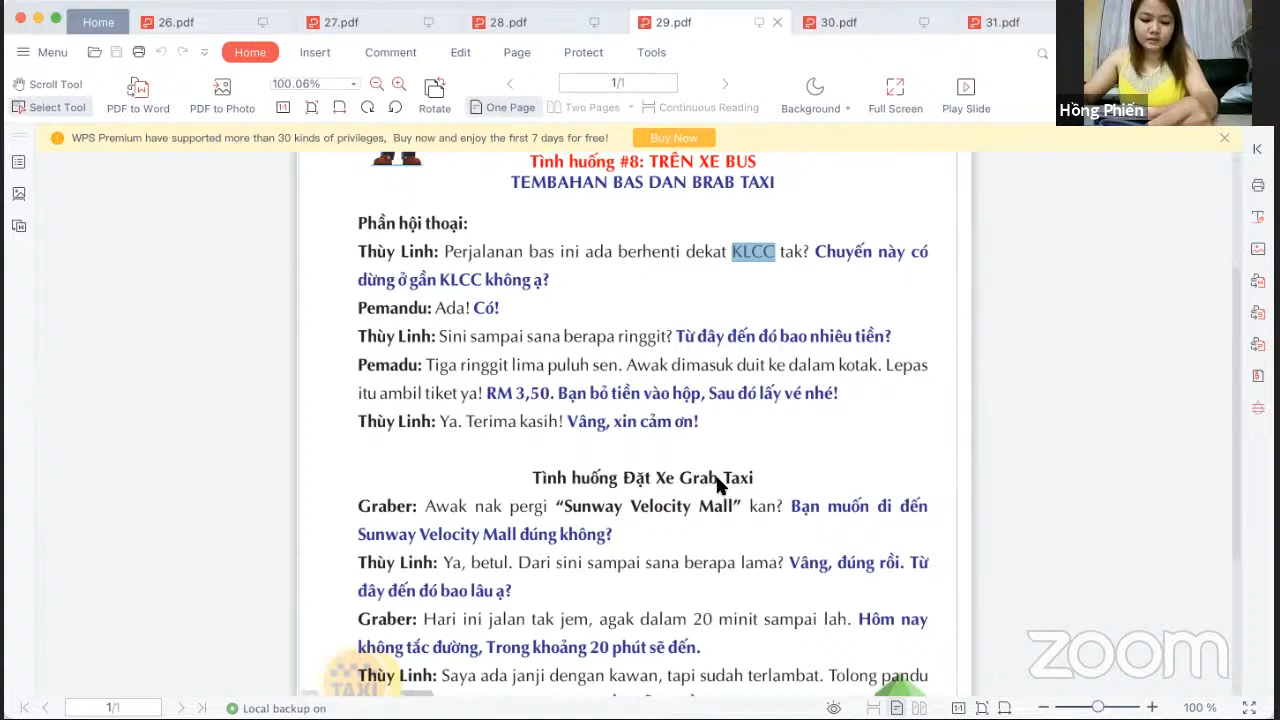 Home 26.pdf 27.pdf 28.pdf 29.pdf 30.pdf 31.pdf
Menu Home Insert Comment Edit Page Protect Tools
Scroll Tool
Select Tool
PDF to Word
PDF to Photo
100.06%
Rotate
1/1
One Page
Two Pages
Continuous Reading
Background
Full Screen
Play Slide
Hồng Phiến
WPS Premium have supported more than 30 kinds of privileges, Buy now and enjoy the first 7 days for free! Buy Now
Tình huống #8: TRÊN XE BUS
TEMBAHAN BAS DAN BRAB TAXI
Phần hội thoại:
Thùy Linh: Perjalanan bas ini ada berhenti dekat KLCC tak? Chuyến này có
dừng ở gần KLCC không ạ?
Pemandu: Ada! Có!
Thùy Linh: Sini sampai sana berapa ringgit? Từ đây đến đó bao nhiêu tiền?
Pemadu: Tiga ringgit lima puluh sen. Awak dimasuk duit ke dalam kotak. Lepas
itu ambil tiket ya! RM 3,50. Bạn bỏ tiền vào hộp, Sau đó lấy vé nhé!
Thùy Linh: Ya. Terima kasih! Vâng, xin cảm ơn!
Tình huống Đặt Xe Grab Taxi
Graber: Awak nak pergi “Sunway Velocity Mall” kan? Bạn muốn đi đến
Sunway Velocity Mall đúng không?
Thùy Linh: Ya, betul. Dari sini sampai sana berapa lama? Vâng, đúng rồi. Từ
đây đến đó bao lâu ạ?
Graber: Hari ini jalan tak jem, agak dalam 20 minit sampai lah. Hôm nay
không tắc đường, Trong khoảng 20 phút sẽ đến.
Thùy Linh: Saya ada janji dengan kawan, tapi sudah terlambat. Tolong pandu
TAXI
zoom
1/1 Local backup on 100 %